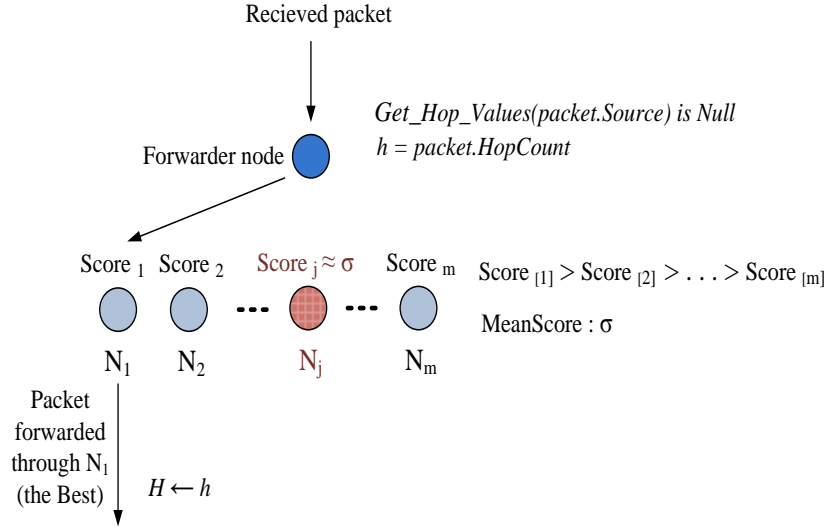 Recieved packet
Get_Hop_Values(packet.Source) is Null
h = packet.HopCount
Forwarder node
Score 1 Score 2 Score j ≈ σ Score m
Score [1] > Score [2] > . . . > Score [m]
MeanScore : σ
N1 N2 Nj Nm
Packet
forwarded
through N1
(the Best)
H ← h